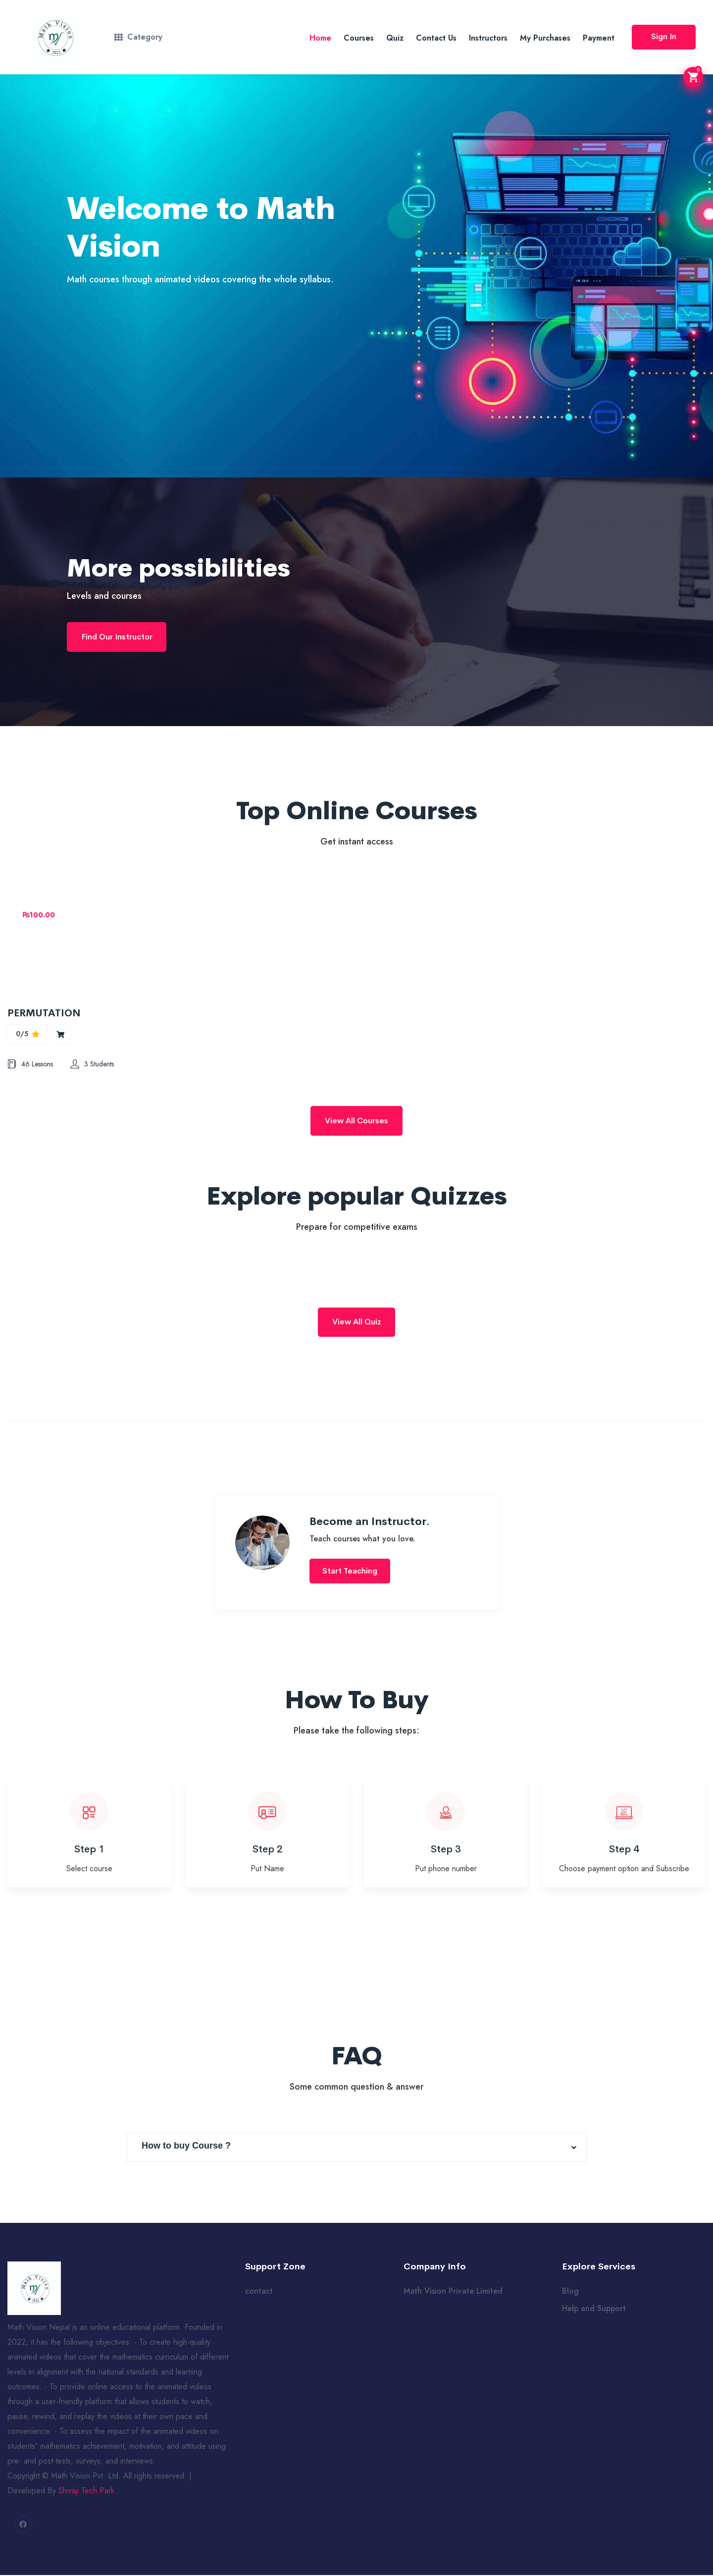 Math Vision
2022
Category
Home
Courses
Quiz
Contact Us
Instructors
My Purchases
Payment
Sign In
0
Welcome to Math
Vision
Math courses through animated videos covering the whole syllabus.
More possibilities
Levels and courses
Find Our Instructor
Top Online Courses
Get instant access
₨100.00
PERMUTATION
0/5
46 Lessons
3 Students
View All Courses
Explore popular Quizzes
Prepare for competitive exams
View All Quiz
Become an Instructor.
Teach courses what you love.
Start Teaching
How To Buy
Please take the following steps:
Step 1
Select course
Step 2
Put Name
Step 3
Put phone number
Step 4
Choose payment option and Subscribe
FAQ
Some common question & answer
How to buy Course ?
Math Vision
2022
Math Vision Nepal is an online educational platform. Founded in
2022, it has the following objectives: - To create high-quality
animated videos that cover the mathematics curriculum of different
levels in alignment with the national standards and learning
outcomes. - To provide online access to the animated videos
through a user-friendly platform that allows students to watch,
pause, rewind, and replay the videos at their own pace and
convenience. - To assess the impact of the animated videos on
students' mathematics achievement, motivation, and attitude using
pre- and post-tests, surveys, and interviews.
Copyright © Math Vision Pvt. Ltd. All rights reserved. |
Developed By Shivaji Tech Park
Support Zone
contact
Company Info
Math Vision Private Limited
Explore Services
Blog
Help and Support